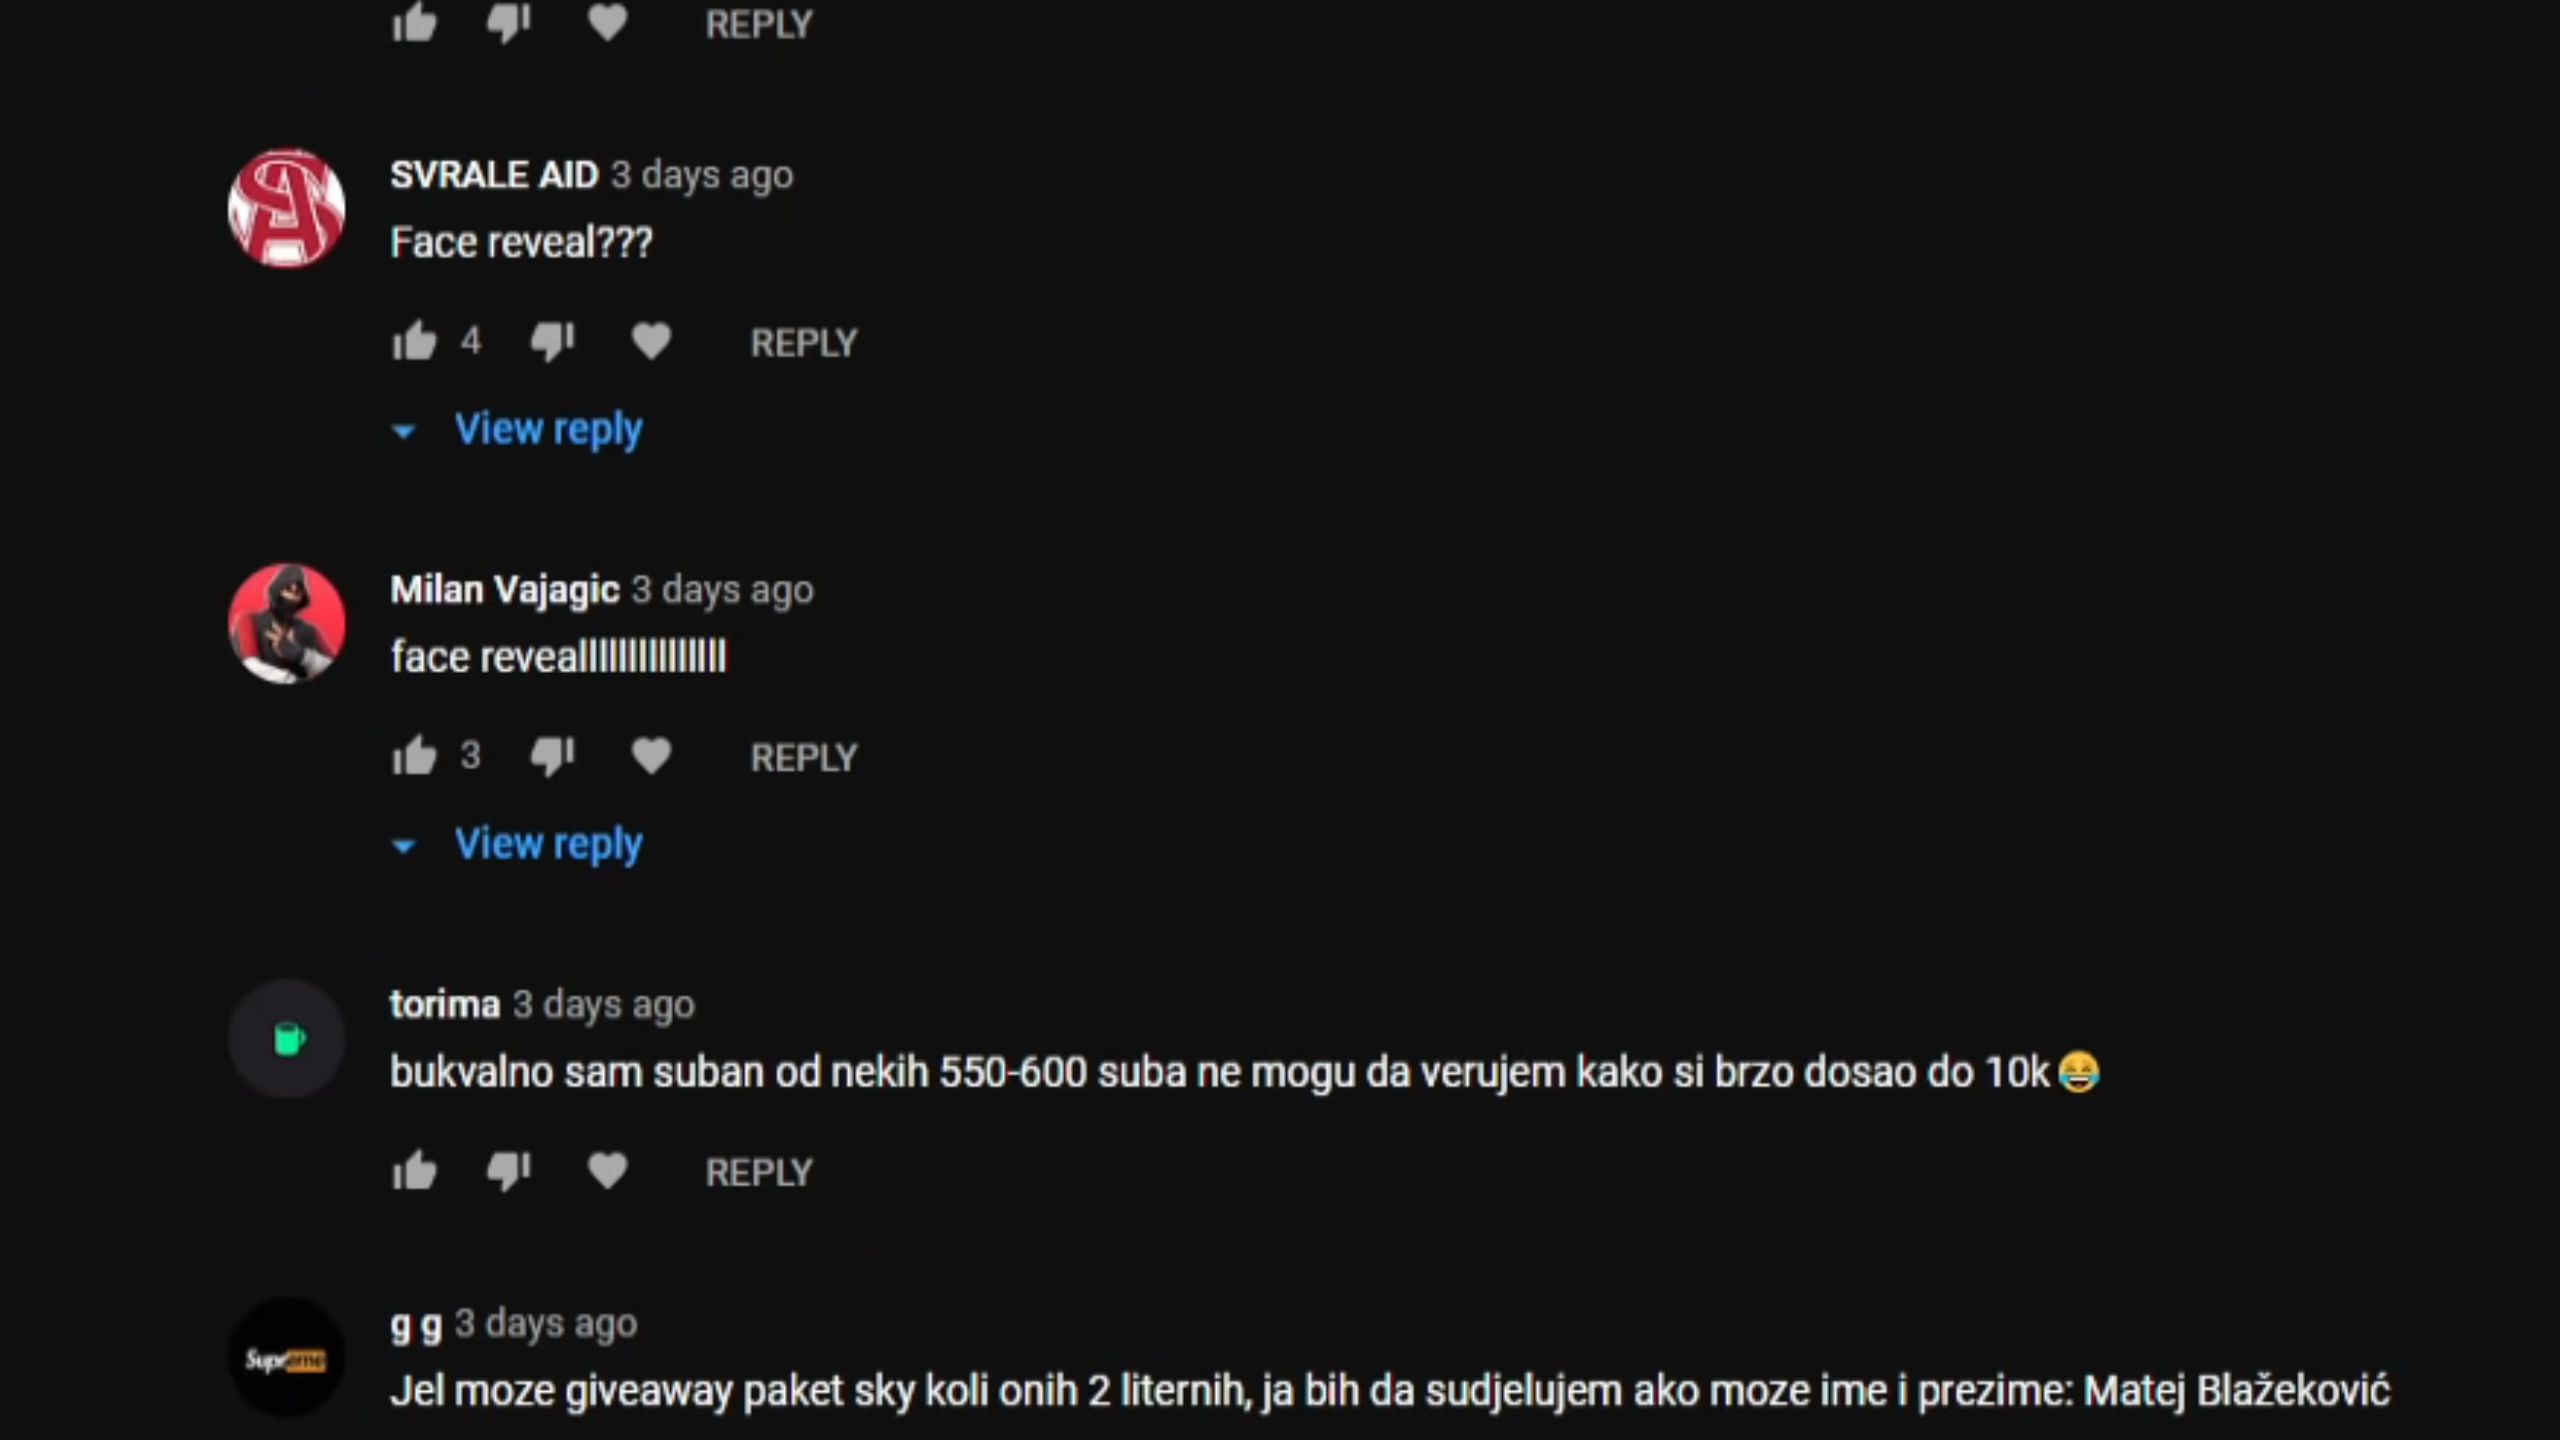 REPLY
SVRALE AID 3 days ago
Face reveal???
4 REPLY
View reply
Milan Vajagic 3 days ago
face revealllllllllllllll
3 REPLY
View reply
torima 3 days ago
bukvalno sam suban od nekih 550-600 suba ne mogu da verujem kako si brzo dosao do 10k😂
REPLY
Supreme
g g 3 days ago
Jel moze giveaway paket sky koli onih 2 liternih, ja bih da sudjelujem ako moze ime i prezime: Matej Blažeković